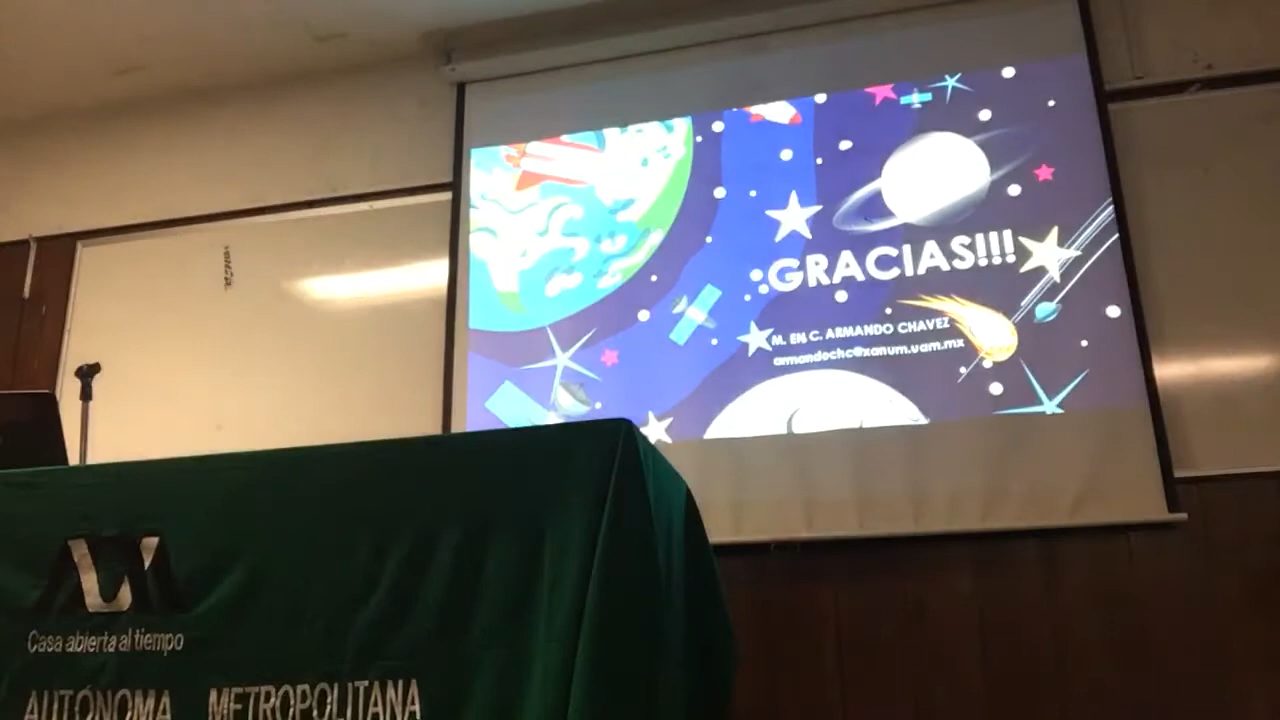 GRACIAS!!!
M. EN C. ARMANDO CHAVEZ
armandochc@xanum.uam.mx
Casa abierta al tiempo
AUTÓNOMA METROPOLITANA